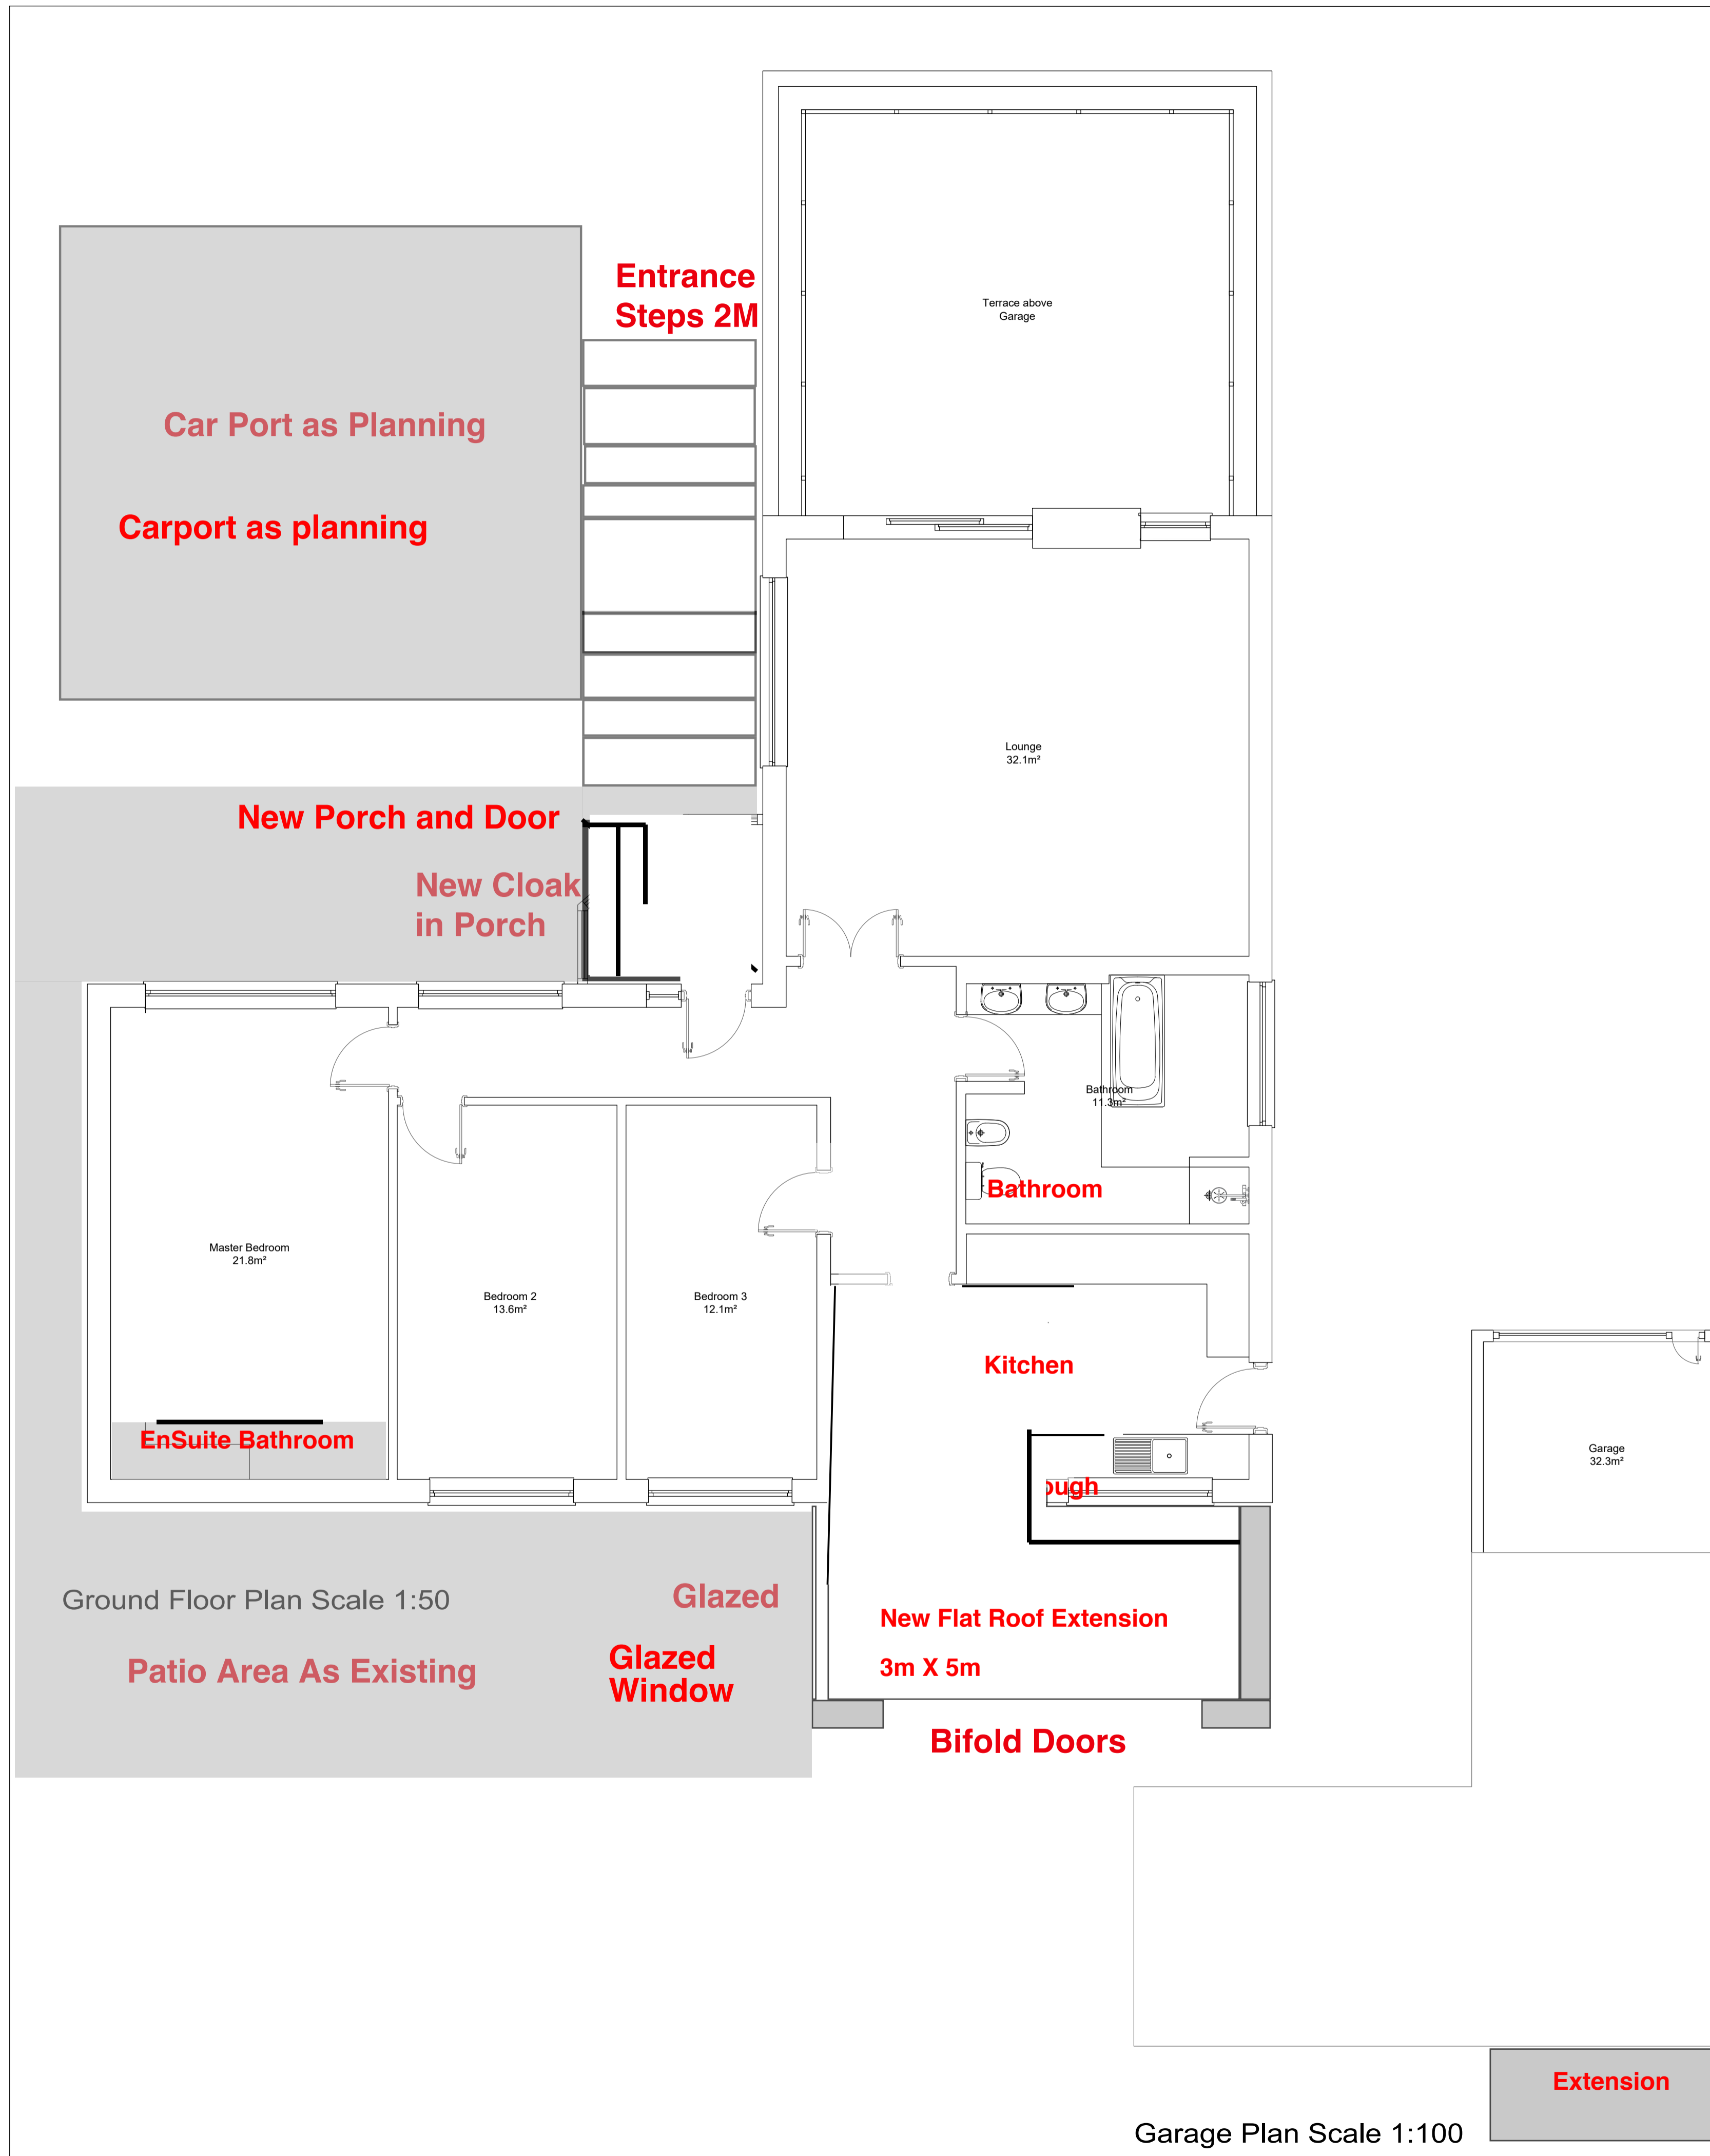 Entrance
Steps 2M
Terrace above
Garage
Car Port as Planning
Carport as planning
Lounge
32.1m²
New Porch and Door
New Cloak
in Porch
Bathroom
11.3m²
Bathroom
Master Bedroom
21.8m²
Bedroom 2
13.6m²
Bedroom 3
12.1m²
Kitchen
EnSuite Bathroom
Garage
32.3m²
Ground Floor Plan Scale 1:50
Glazed
New Flat Roof Extension
3m X 5m
Patio Area As Existing
Glazed
Window
Bifold Doors
Extension
Garage Plan Scale 1:100